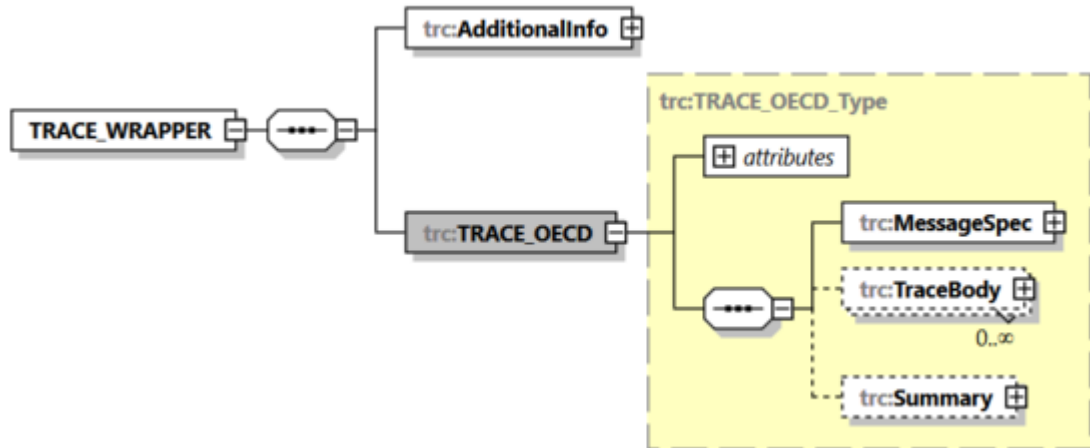 trc:AdditionalInfo
trc:TRACE_OECD_Type
TRACE_WRAPPER
attributes
trc:MessageSpec
trc:TRACE_OECD
trc:TraceBody
0..∞
trc:Summary